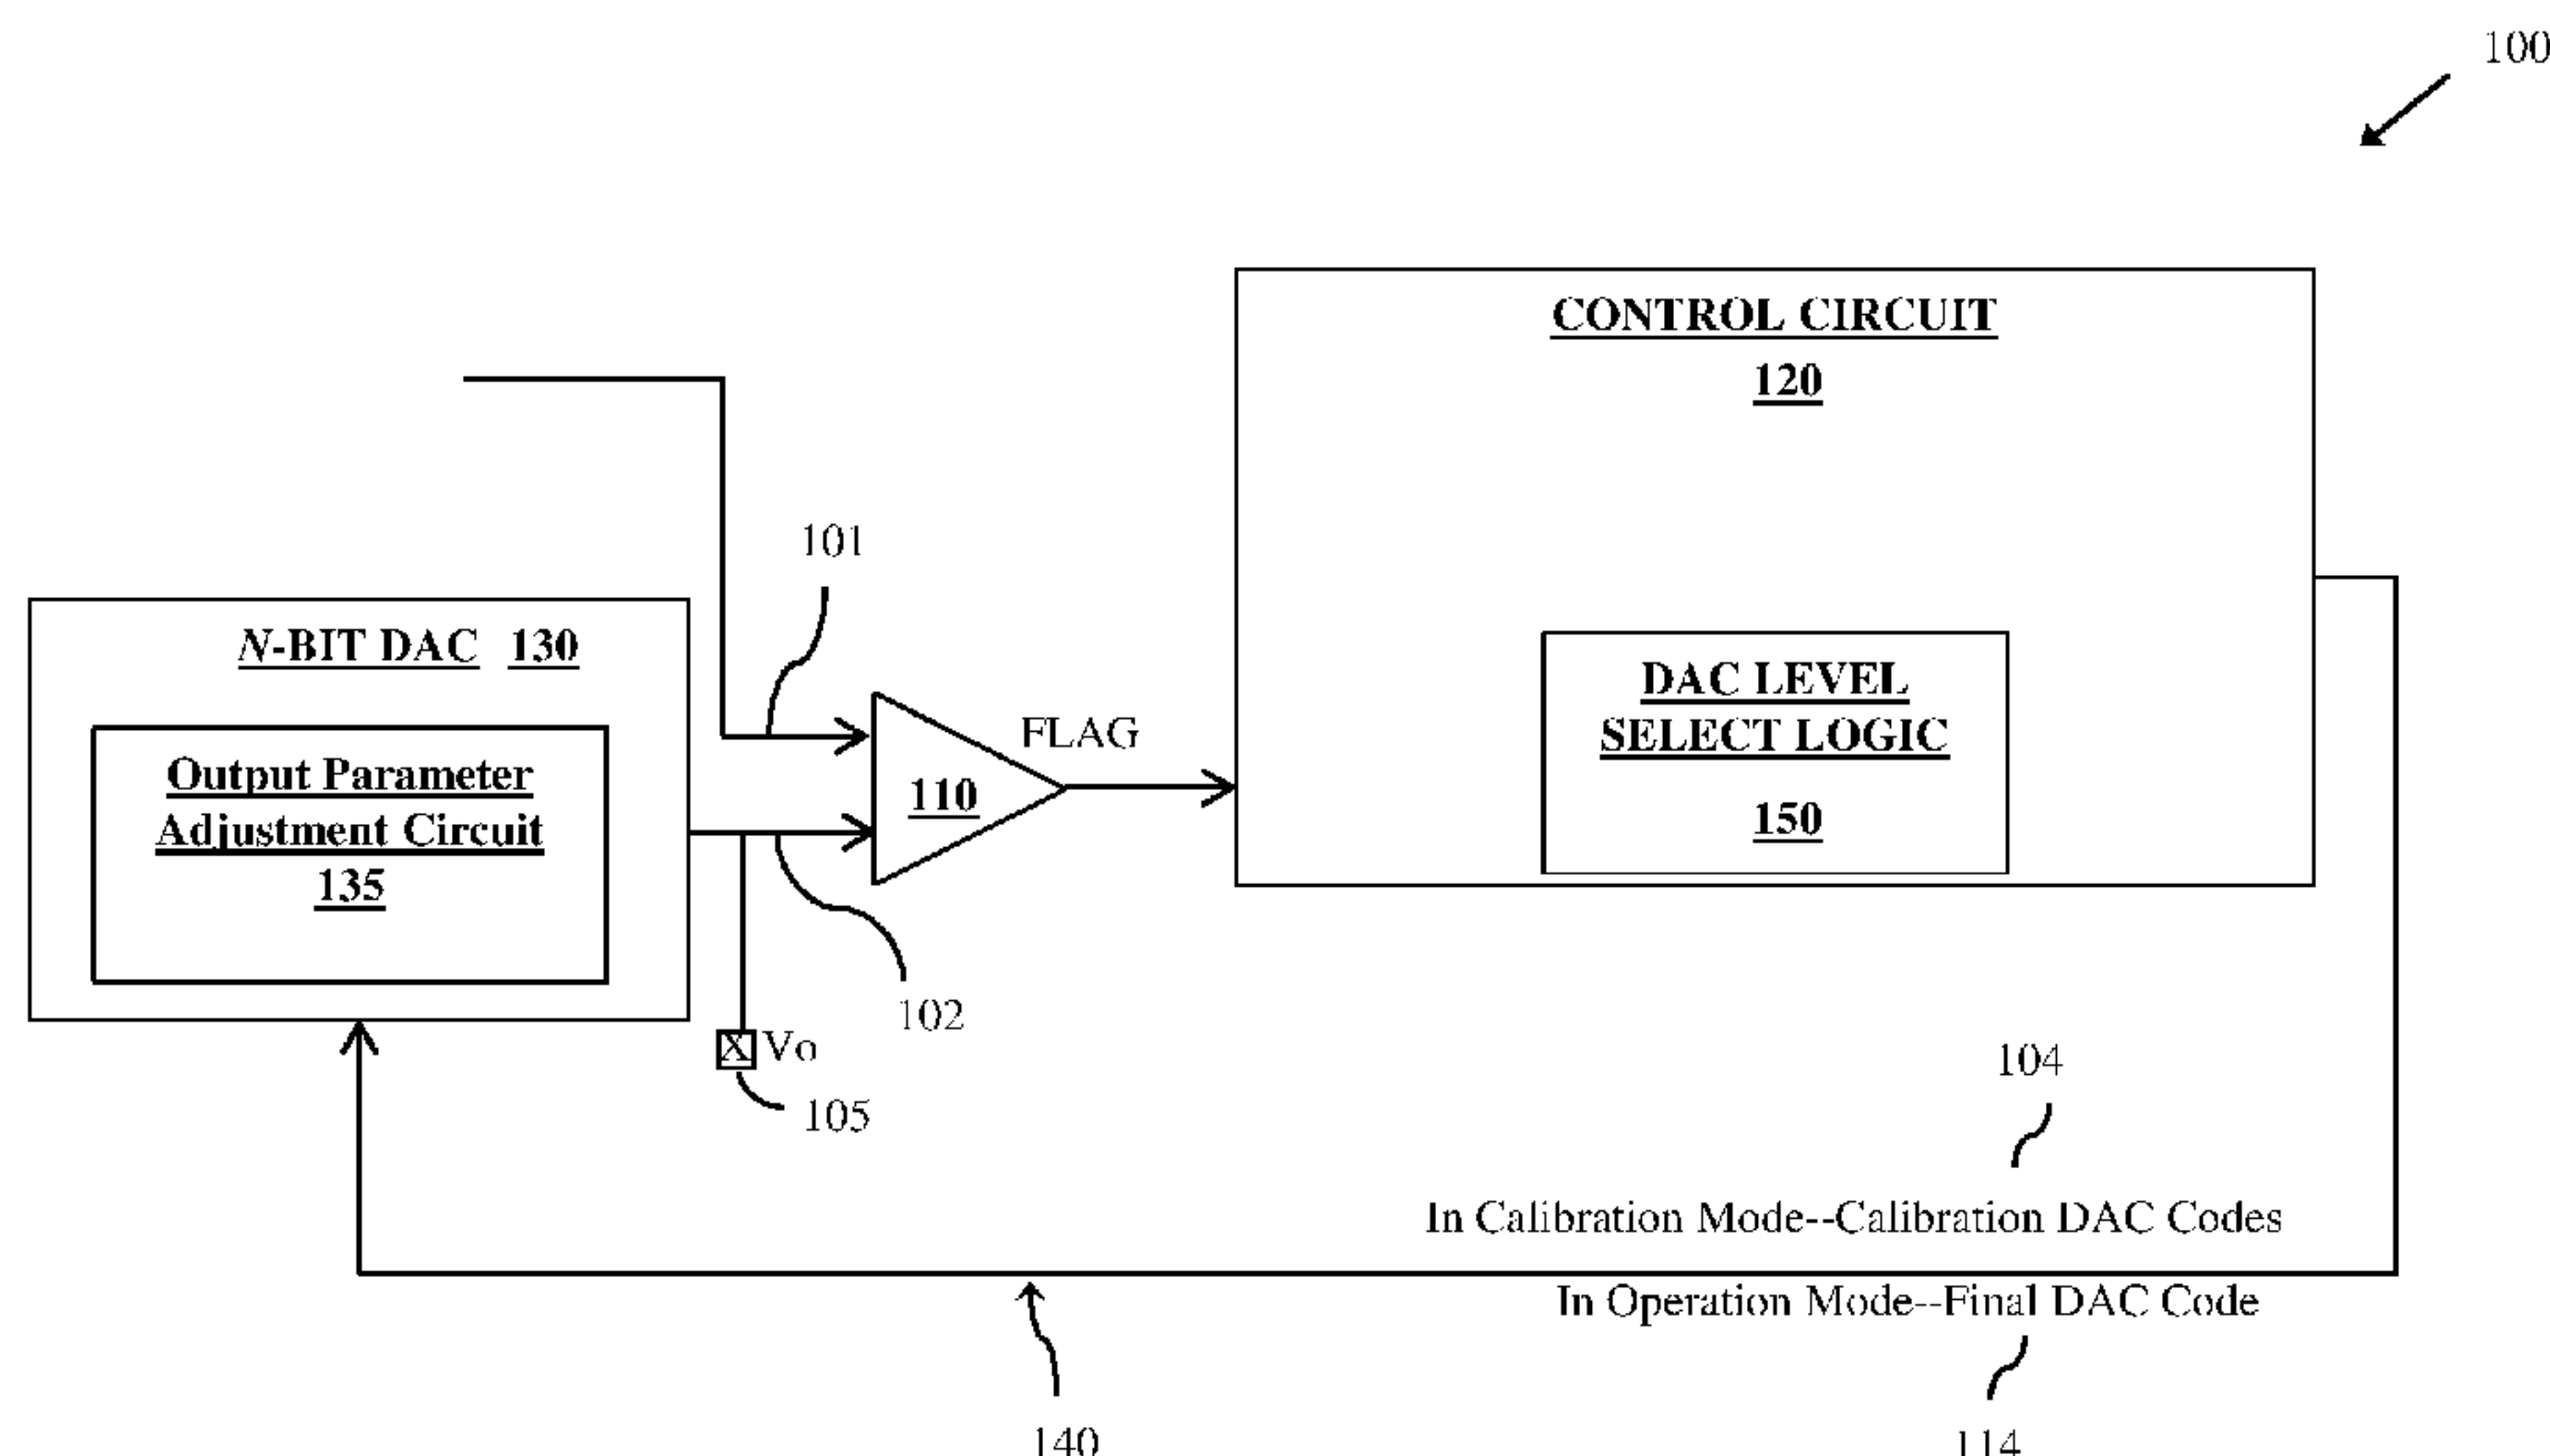 100
CONTROL CIRCUIT
120
101
N-BIT DAC 130
Output Parameter
Adjustment Circuit
135
FLAG
110
DAC LEVEL
SELECT LOGIC
150
102
X Vo
105
104
In Calibration Mode--Calibration DAC Codes
In Operation Mode--Final DAC Code
140
114